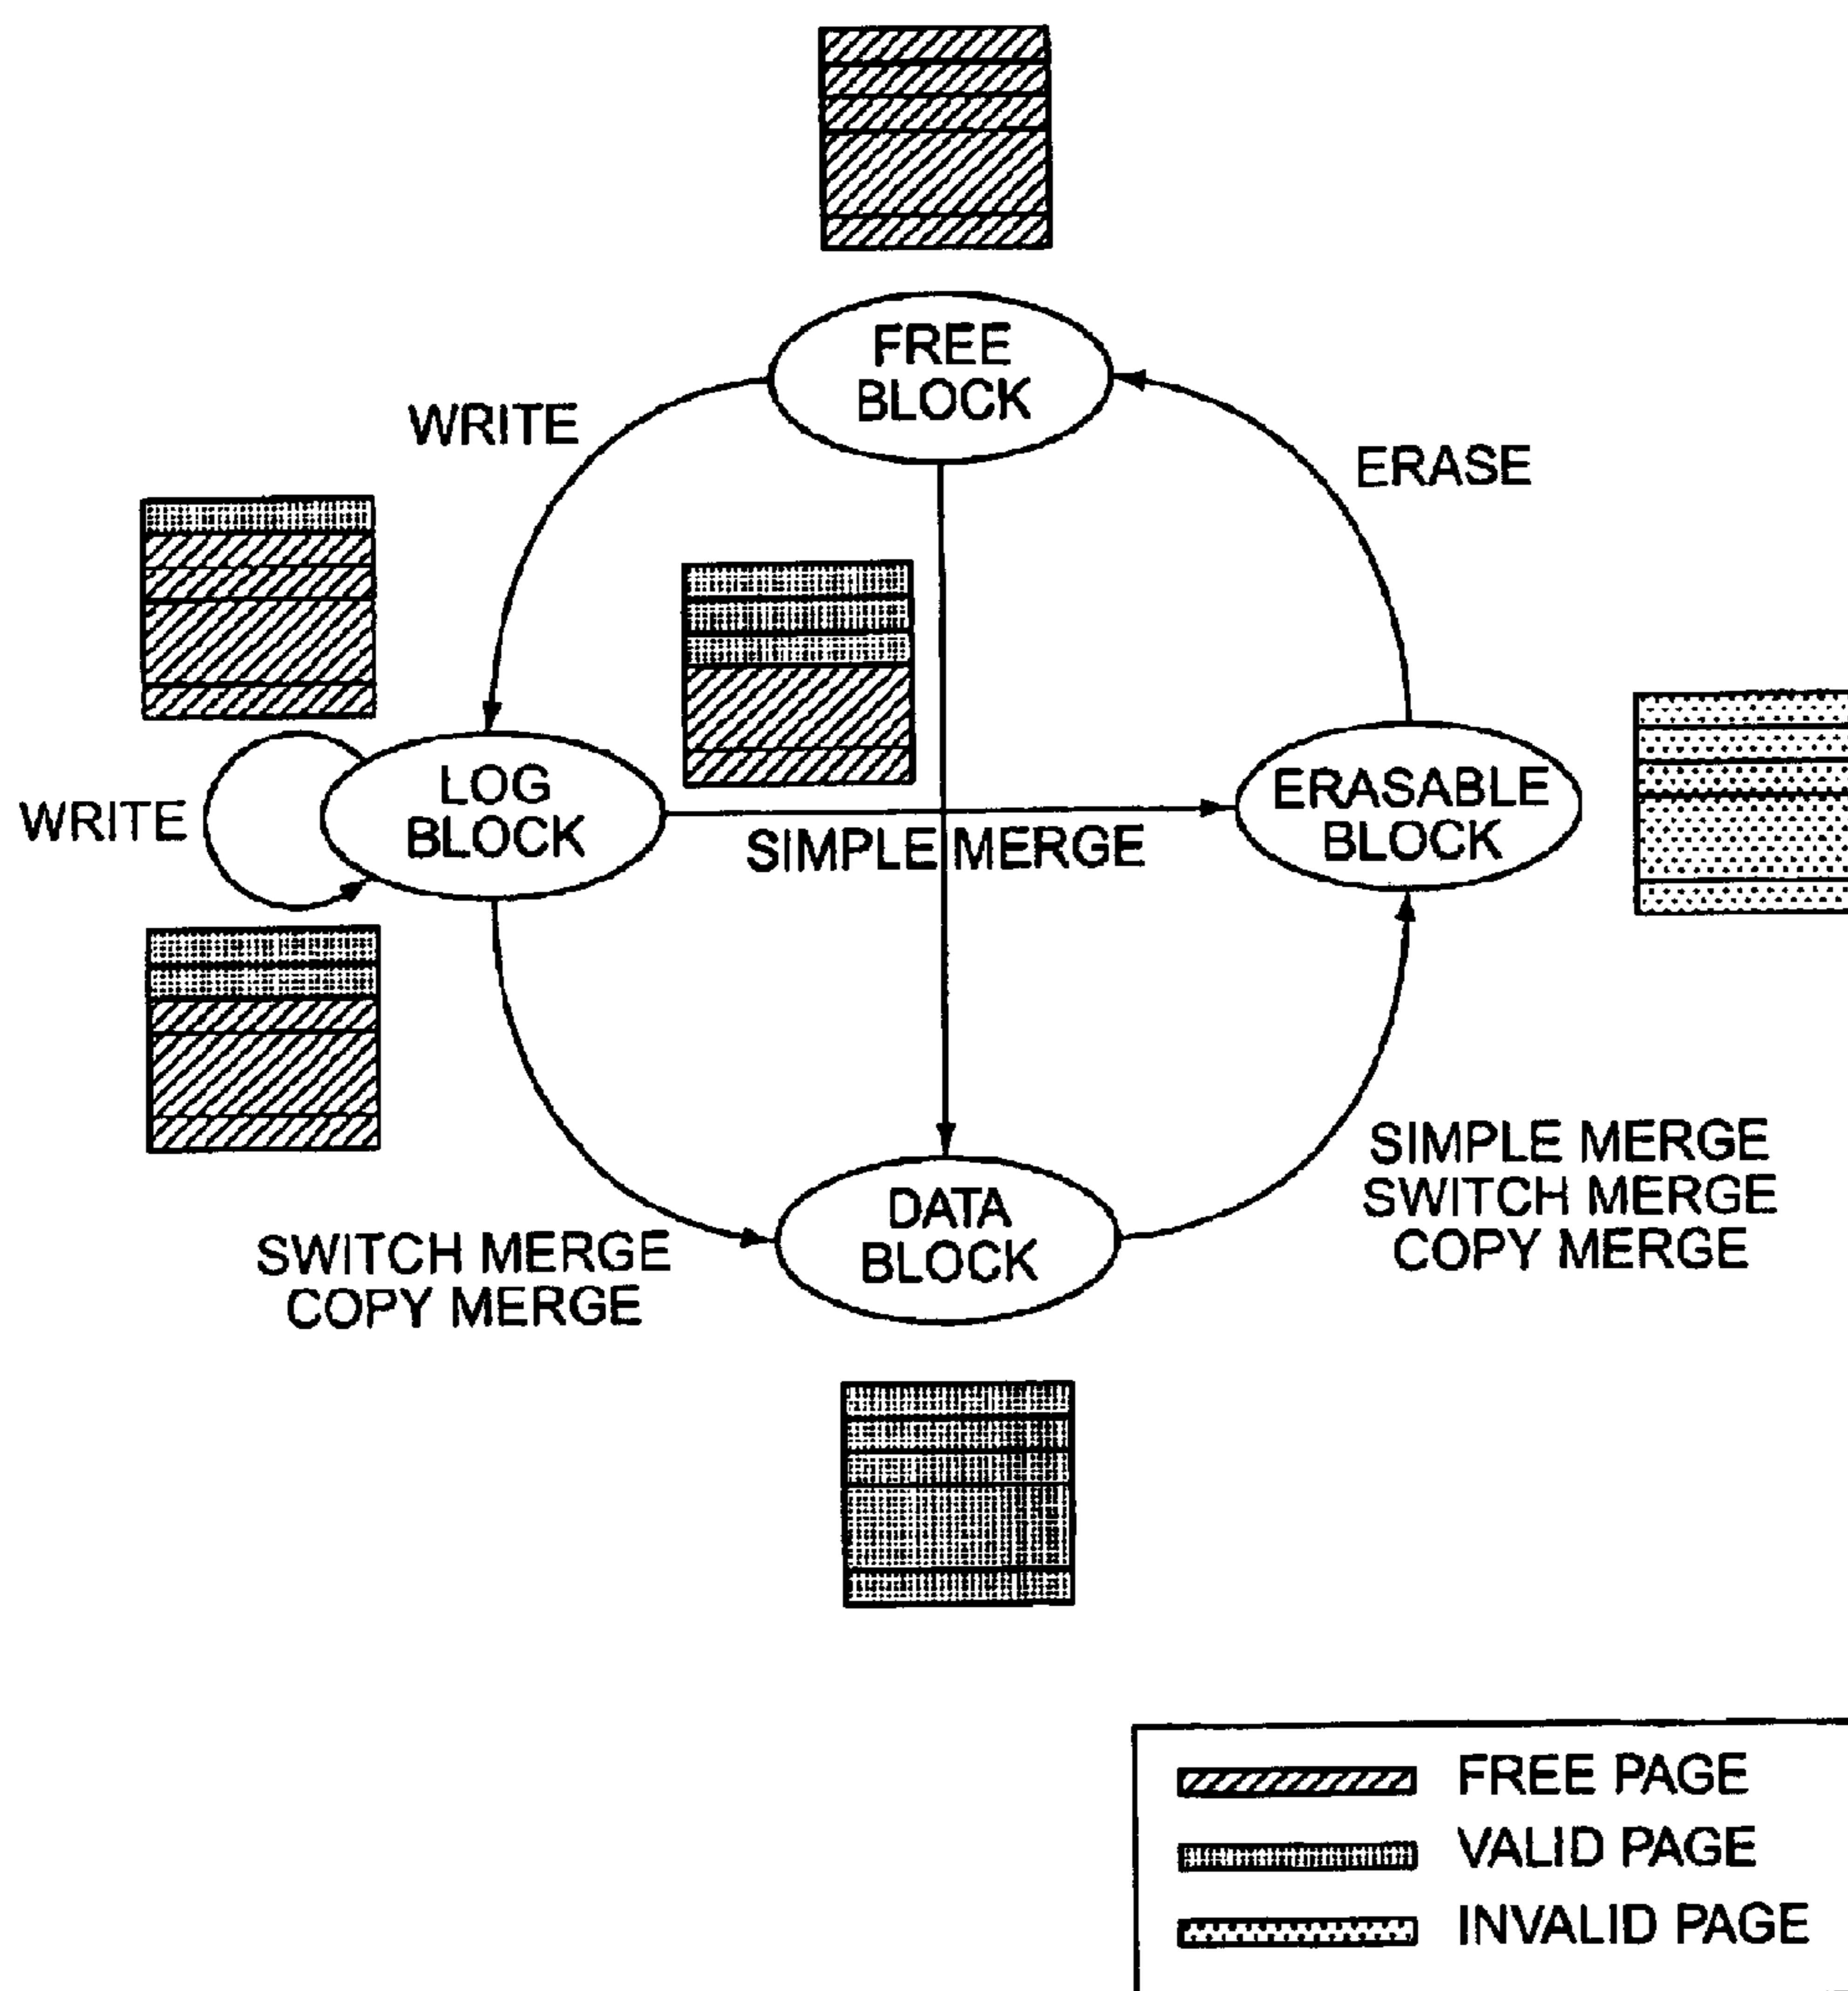 FREE
BLOCK
WRITE
ERASE
LOG
BLOCK
WRITE
SIMPLE MERGE
ERASABLE
BLOCK
SIMPLE MERGE
SWITCH MERGE
COPY MERGE
DATA
BLOCK
SWITCH MERGE
COPY MERGE
FREE PAGE
VALID PAGE
INVALID PAGE